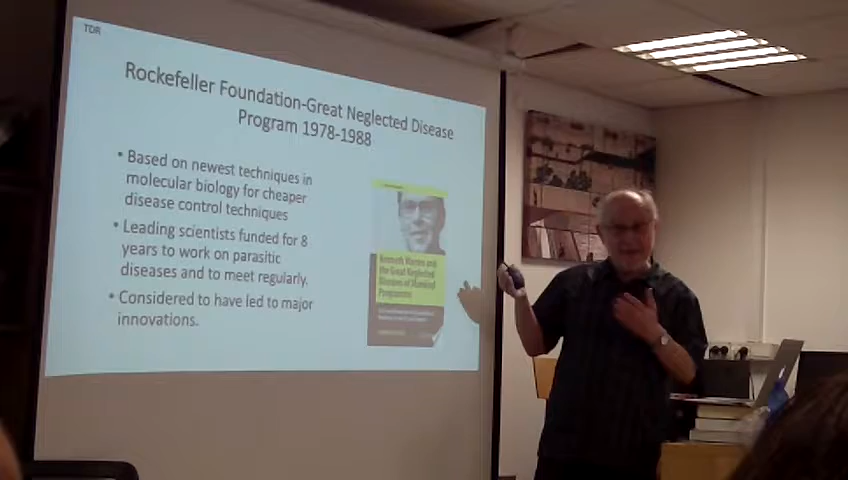 TDR
Rockefeller Foundation-Great Neglected Disease
Program 1978-1988
• Based on newest techniques in
molecular biology for cheaper
disease control techniques
• Leading scientists funded for 8
years to work on parasitic
diseases and to meet regularly.
• Considered to have led to major
innovations.
Kenneth Warren and
the Great Neglected
Diseases of Mankind
Programme